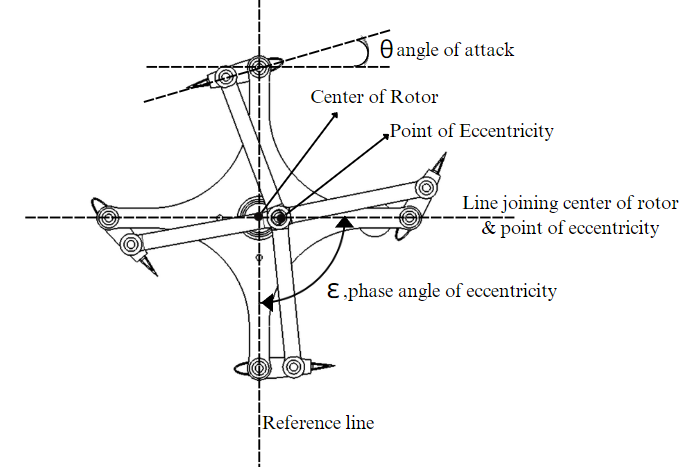 θ angle of attack
Center of Rotor
Point of Eccentricity
Line joining center of rotor
& point of eccentricity
ε,phase angle of eccentricity
Reference line